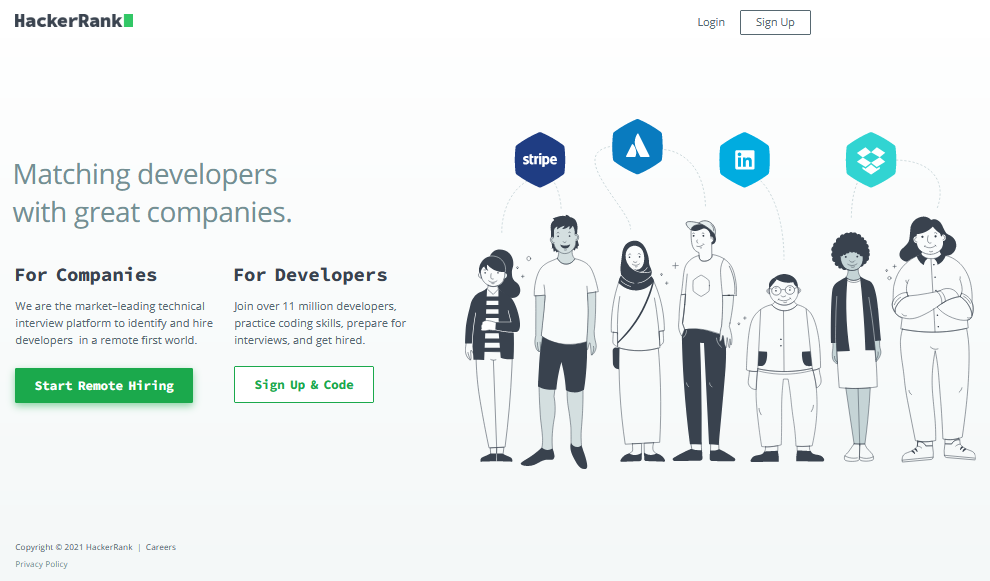 HackerRank
Login
Sign Up
stripe
in
Matching developers
with great companies.
For Companies
We are the market-leading technical
interview platform to identify and hire
developers in a remote first world.
Start Remote Hiring
For Developers
Join over 11 million developers,
practice coding skills, prepare for
interviews, and get hired.
Sign Up & Code
Copyright © 2021 HackerRank | Careers
Privacy Policy